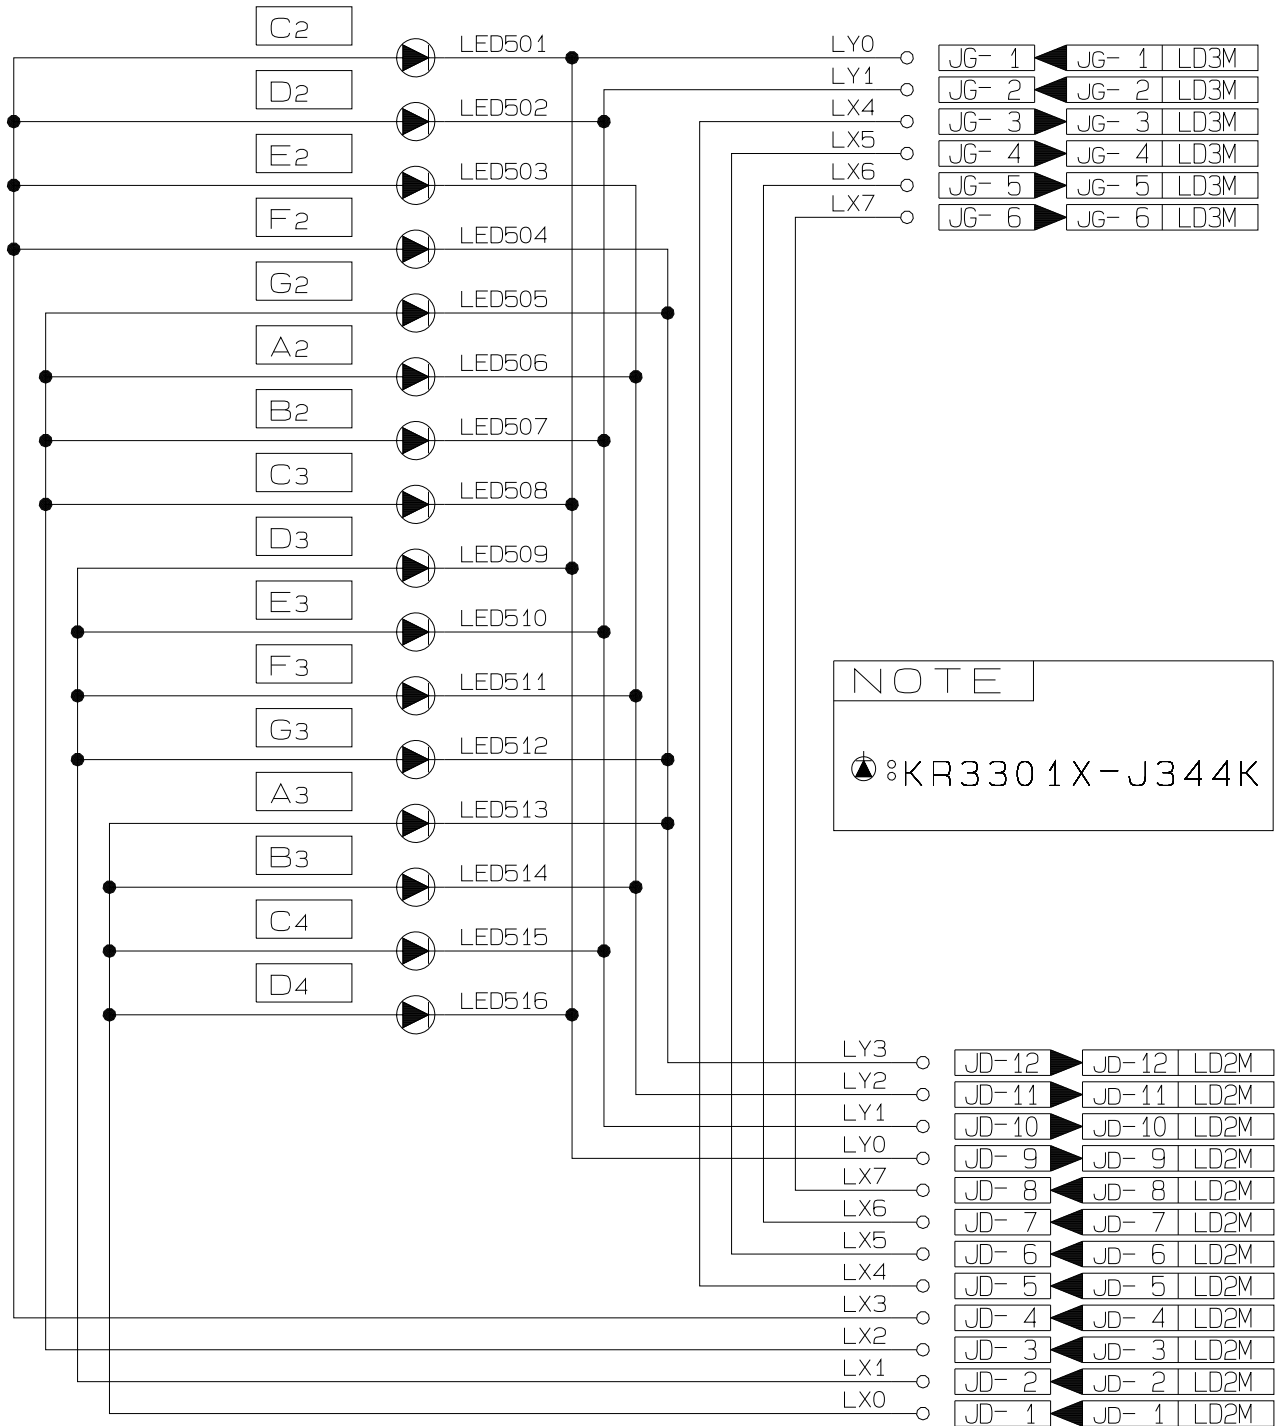 C2
LED501
LY0
JG- 1 JG- 1 LD3M
D2
LED502
LY1
JG- 2 JG- 2 LD3M
LX4
JG- 3 JG- 3 LD3M
E2
LED503
LX5
JG- 4 JG- 4 LD3M
LX6
JG- 5 JG- 5 LD3M
F2
LED504
LX7
JG- 6 JG- 6 LD3M
G2
LED505
A2
LED506
B2
LED507
C3
LED508
D3
LED509
E3
LED510
F3
LED511
G3
LED512
A3
LED513
B3
LED514
C4
LED515
D4
LED516
NOTE
:KR3301X-J344K
LY3
JD-12 JD-12 LD2M
LY2
JD-11 JD-11 LD2M
LY1
JD-10 JD-10 LD2M
LY0
JD- 9 JD- 9 LD2M
LX7
JD- 8 JD- 8 LD2M
LX6
JD- 7 JD- 7 LD2M
LX5
JD- 6 JD- 6 LD2M
LX4
JD- 5 JD- 5 LD2M
LX3
JD- 4 JD- 4 LD2M
LX2
JD- 3 JD- 3 LD2M
LX1
JD- 2 JD- 2 LD2M
LX0
JD- 1 JD- 1 LD2M